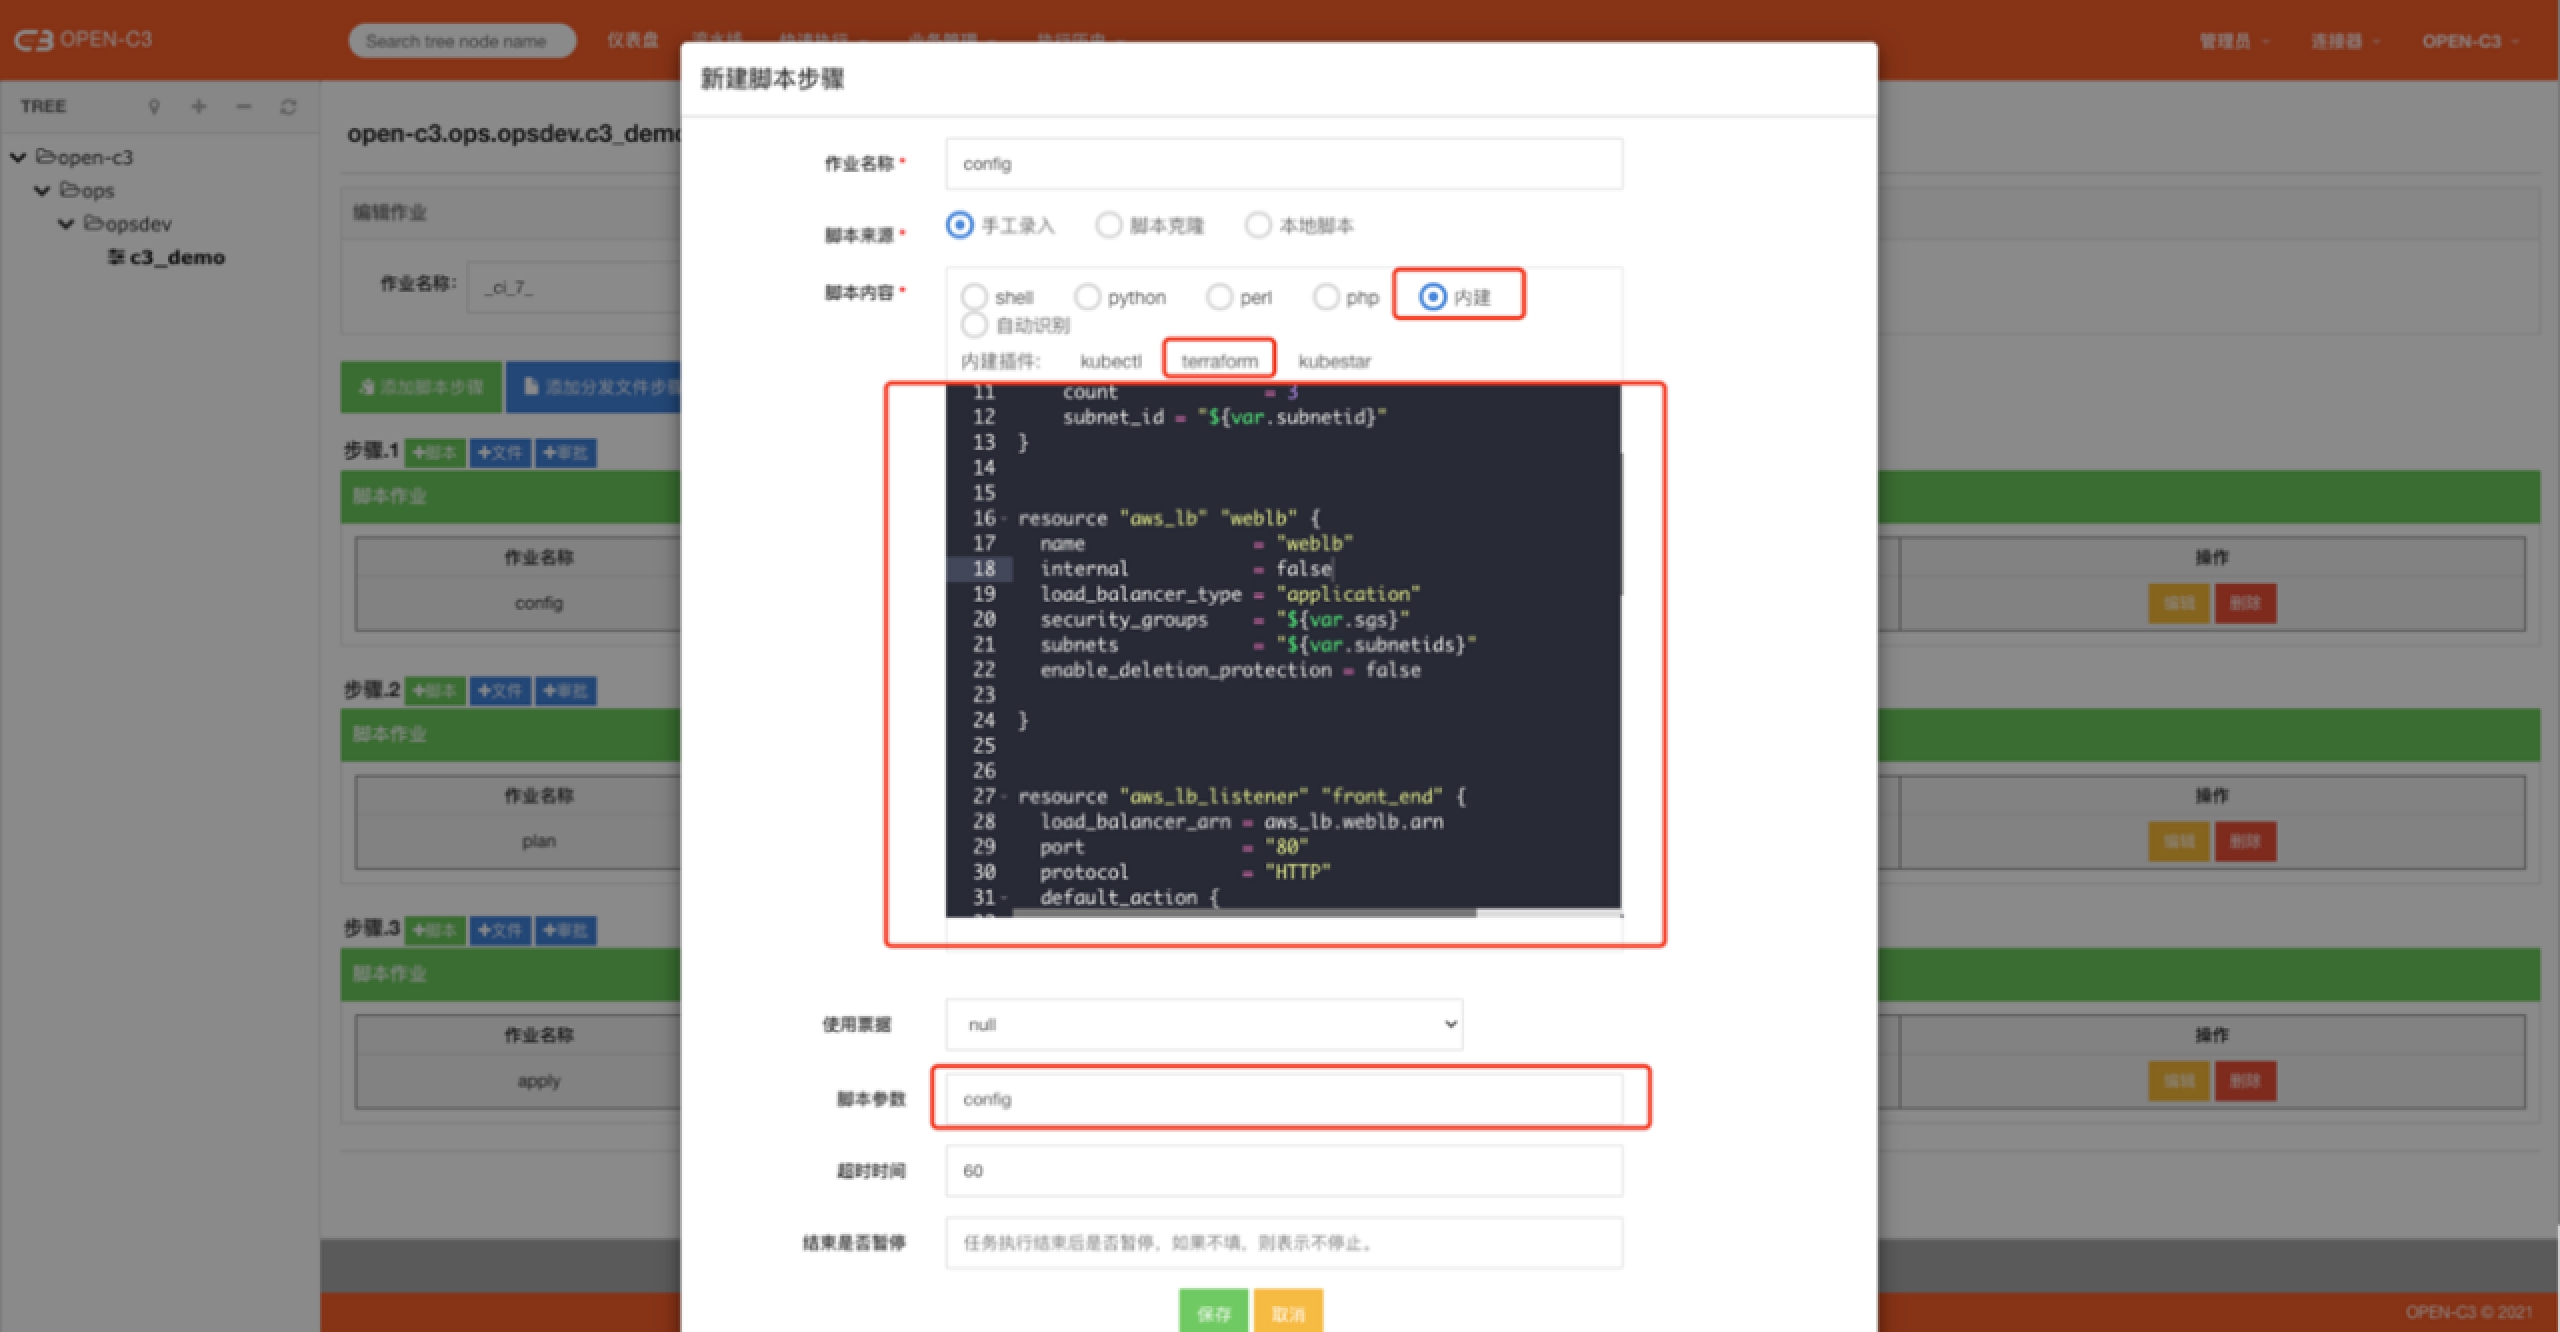 OPEN-C3
Search tree node name
仪表盘
管理员
连接器
OPEN-C3
TREE
open-c3
ops
opsdev
c3_demo
open-c3.ops.opsdev.c3_demo
编辑作业
作业名称:
_ci_7_
添加脚本步骤
添加分发文件步骤
步骤.1 +脚本 +文件 +审批
脚本作业
作业名称
操作
config
编辑 删除
步骤.2 +脚本 +文件 +审批
脚本作业
作业名称
操作
plan
编辑 删除
步骤.3 +脚本 +文件 +审批
脚本作业
作业名称
操作
apply
编辑 删除
新建脚本步骤
作业名称 * config
脚本来源 * 手工录入 脚本克隆 本地脚本
脚本内容 * shell python perl php 内建
自动识别
内建插件: kubectl terraform kubestar
11 count = 3
12 subnet_id = "${var.subnetid}"
13 }
14
15
16 resource "aws_lb" "weblb" {
17 name = "weblb"
18 internal = false
19 load_balancer_type = "application"
20 security_groups = "${var.sgs}"
21 subnets = "${var.subnetids}"
22 enable_deletion_protection = false
23
24 }
25
26
27 resource "aws_lb_listener" "front_end" {
28 load_balancer_arn = aws_lb.weblb.arn
29 port = "80"
30 protocol = "HTTP"
31 default_action {
使用票据 null
脚本参数 config
超时时间 60
结束是否暂停 任务执行结束后是否暂停，如果不填，则表示不停止。
保存 取消
OPEN-C3 © 2021